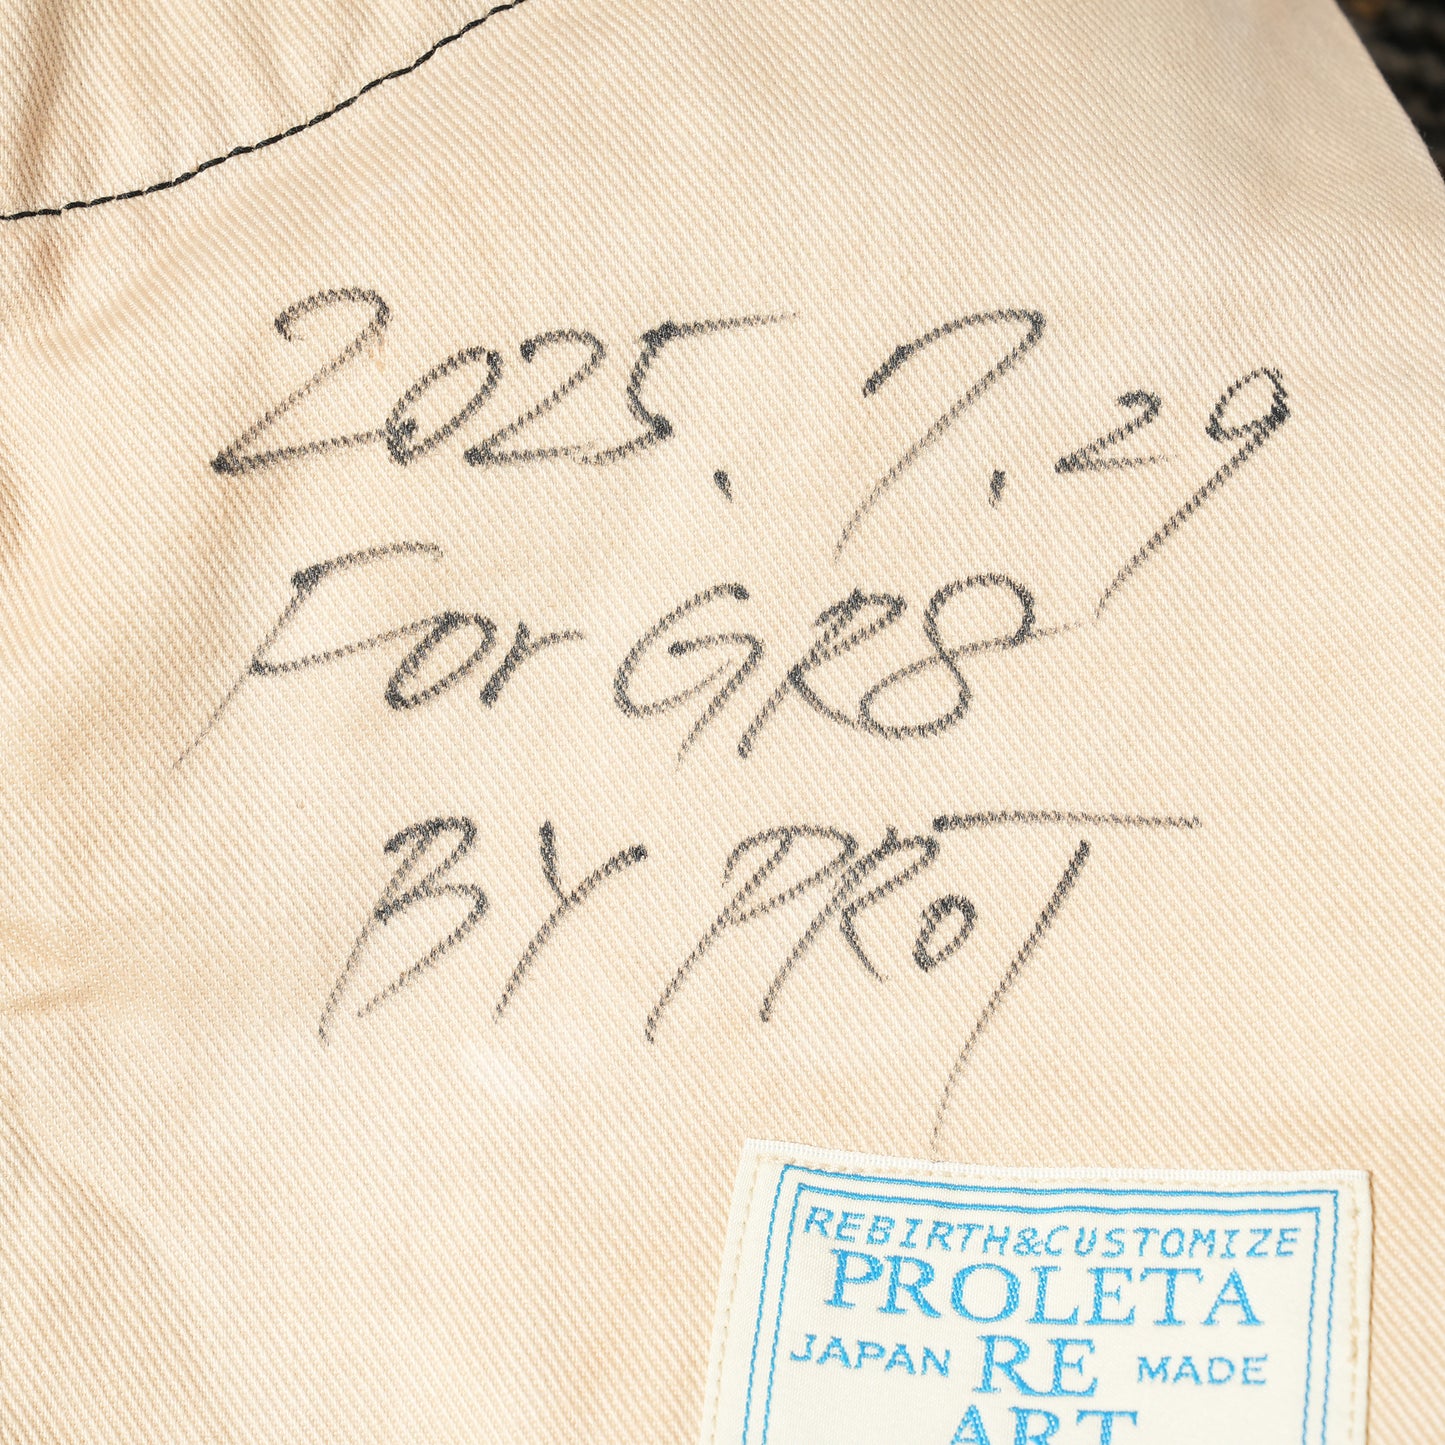 2025. 7. 29
For GR8
BY PROT
REBIRTH&CUSTOMIZE
PROLETA
JAPAN RE MADE
ART